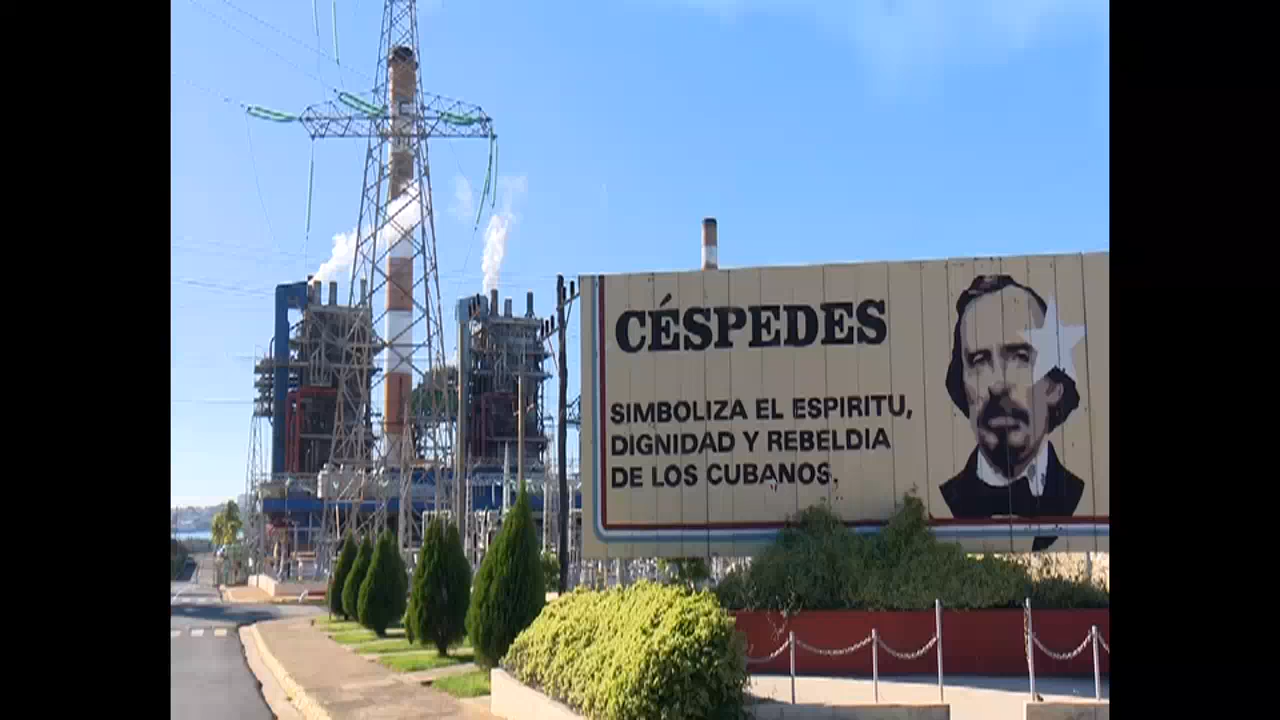 CÉSPEDES
SIMBOLIZA EL ESPIRITU,
DIGNIDAD Y REBELDIA
DE LOS CUBANOS.